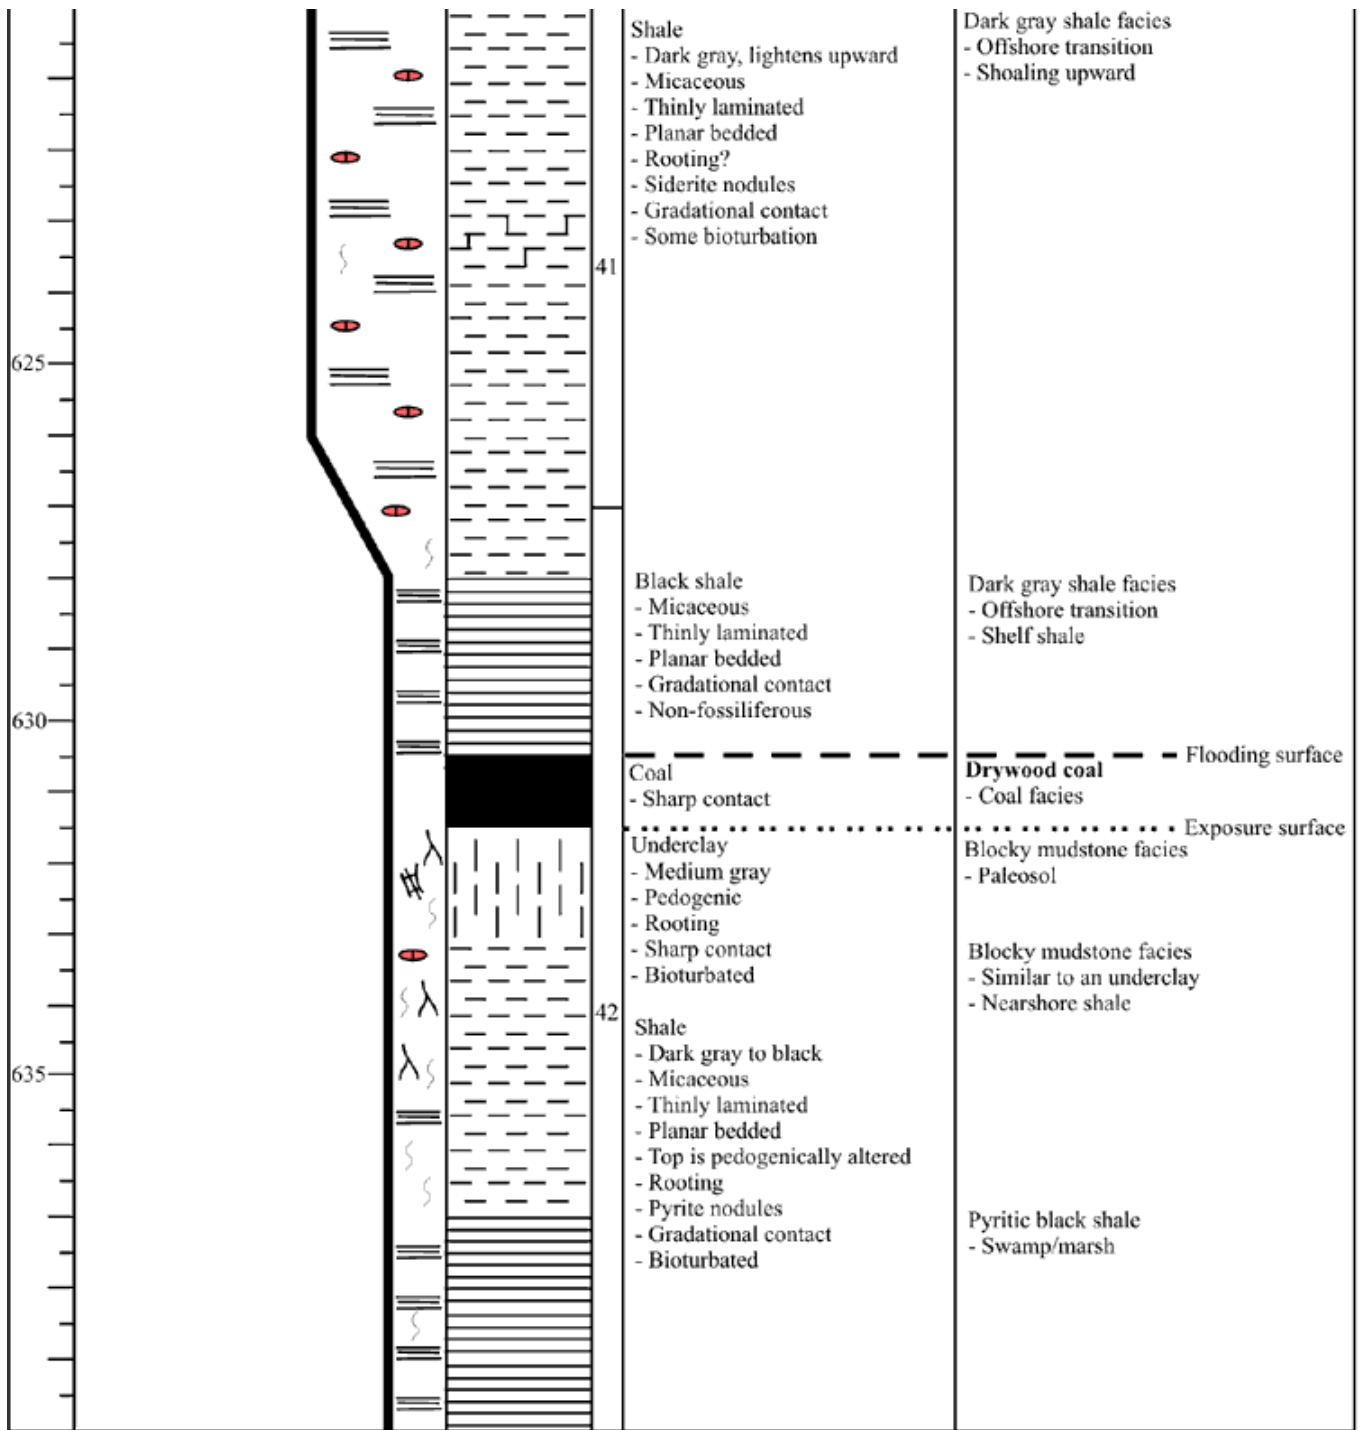 Shale
- Dark gray, lightens upward
- Micaceous
- Thinly laminated
- Planar bedded
- Rooting?
- Siderite nodules
- Gradational contact
- Some bioturbation
Dark gray shale facies
- Offshore transition
- Shoaling upward
41
625
Black shale
- Micaceous
- Thinly laminated
- Planar bedded
- Gradational contact
- Non-fossiliferous
Dark gray shale facies
- Offshore transition
- Shelf shale
630
Flooding surface
Coal
- Sharp contact
Drywood coal
- Coal facies
Exposure surface
Underclay
- Medium gray
- Pedogenic
- Rooting
- Sharp contact
- Bioturbated
Blocky mudstone facies
- Paleosol
Blocky mudstone facies
- Similar to an underclay
- Nearshore shale
42
635
Shale
- Dark gray to black
- Micaceous
- Thinly laminated
- Planar bedded
- Top is pedogenically altered
- Rooting
- Pyrite nodules
- Gradational contact
- Bioturbated
Pyritic black shale
- Swamp/marsh